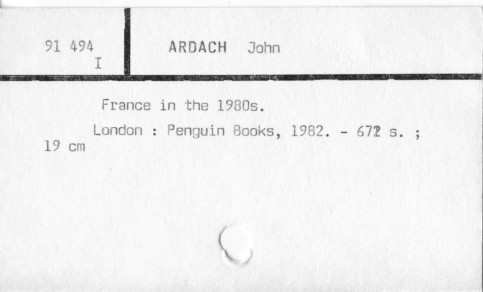 91 494 ARDACH John
I
France in the 1980s.
London : Penguin Books, 1982. - 672 s. ;
19 cm